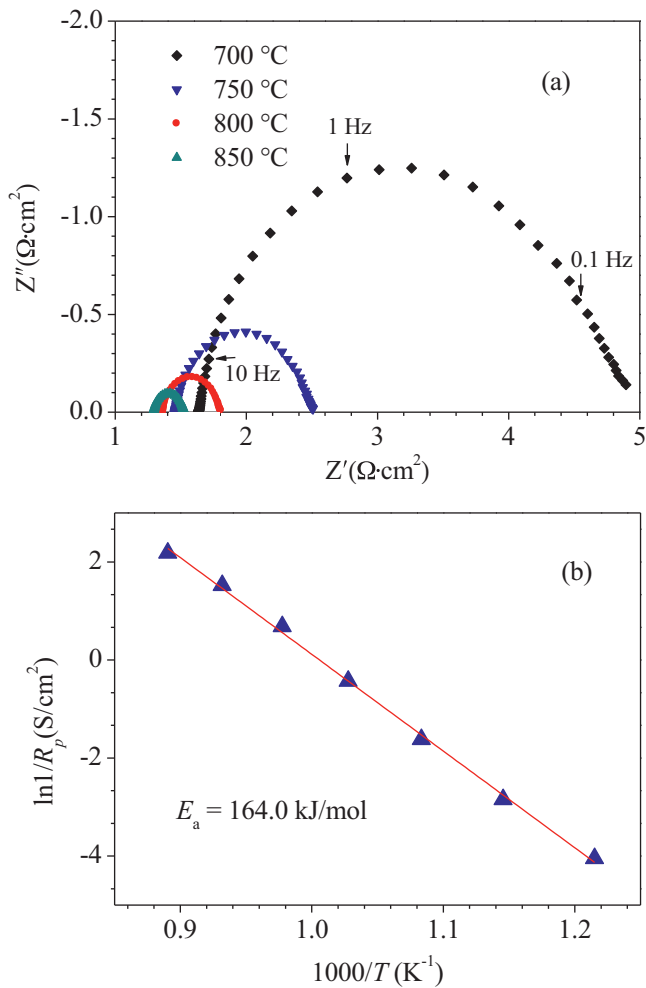 -2.0
-1.5
-1.0
-0.5
0.0
Z″(Ω·cm²)
700 °C
750 °C
800 °C
850 °C
(a)
1 Hz
0.1 Hz
10 Hz
1 2 3 4 5
Z′(Ω·cm²)
2
0
-2
-4
ln1/Rp(S/cm²)
(b)
Ea = 164.0 kJ/mol
0.9 1.0 1.1 1.2
1000/T (K⁻¹)